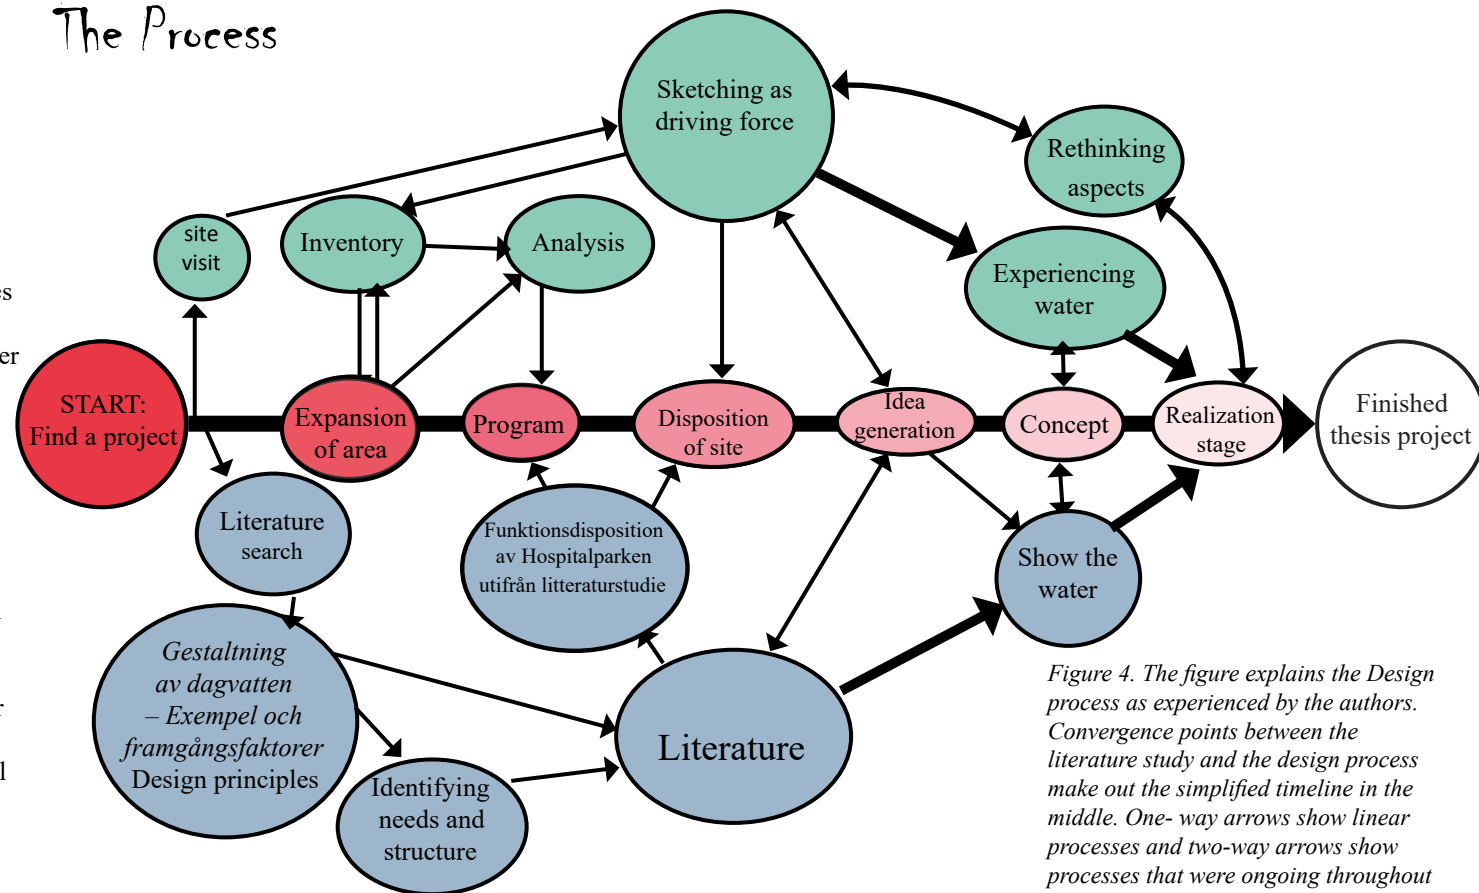 The Process
Sketching as
driving force
Rethinking
aspects
site
visit
Inventory
Analysis
Experiencing
water
es
er
START:
Find a project
Expansion
of area
Program
Disposition
of site
Idea
generation
Concept
Realization
stage
Finished
thesis project
Literature
search
Funktionsdisposition
av Hospitalparken
utifrån litteraturstudie
Show the
water
Gestaltning
av dagvatten
– Exempel och
framgångsfaktorer
Design principles
r
l
Literature
Identifying
needs and
structure
Figure 4. The figure explains the Design
process as experienced by the authors.
Convergence points between the
literature study and the design process
make out the simplified timeline in the
middle. One- way arrows show linear
processes and two-way arrows show
processes that were ongoing throughout